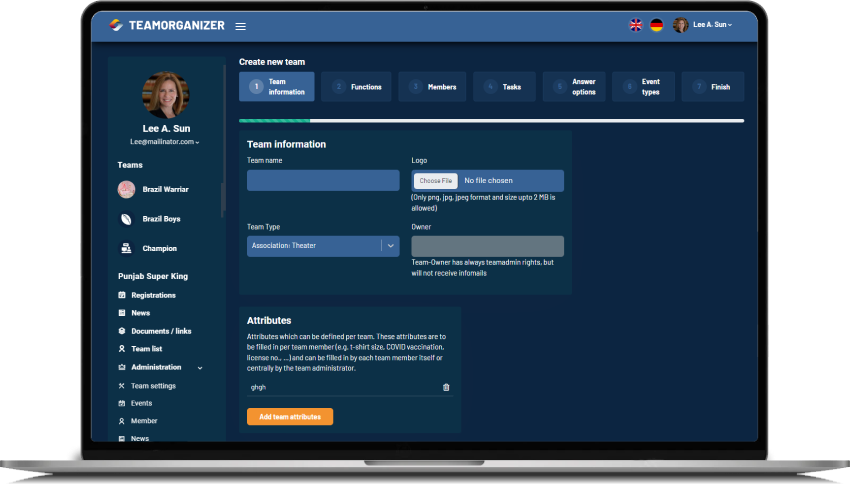 TEAMORGANIZER
Lee A. Sun
Lee A. Sun
Lee@mailinator.com
Teams
Brazil Warriar
Brazil Boys
Champion
Punjab Super King
Registrations
News
Documents / links
Team list
Administration
Team settings
Events
Member
News
Create new team
1 Team information
2 Functions
3 Members
4 Tasks
5 Answer options
6 Event types
7 Finish
Team information
Team name
Logo
Choose File No file chosen
(Only png, jpg, jpeg format and size upto 2 MB is
allowed)
Team Type
Owner
Association: Theater
Team-Owner has always teamadmin rights, but
will not receive infomails
Attributes
Attributes which can be defined per team. These attributes are to
be filled in per team member (e.g. t-shirt size, COVID vaccination,
license no., ...) and can be filled in by each team member itself or
centrally by the team administrator.
ghgh
Add team attributes